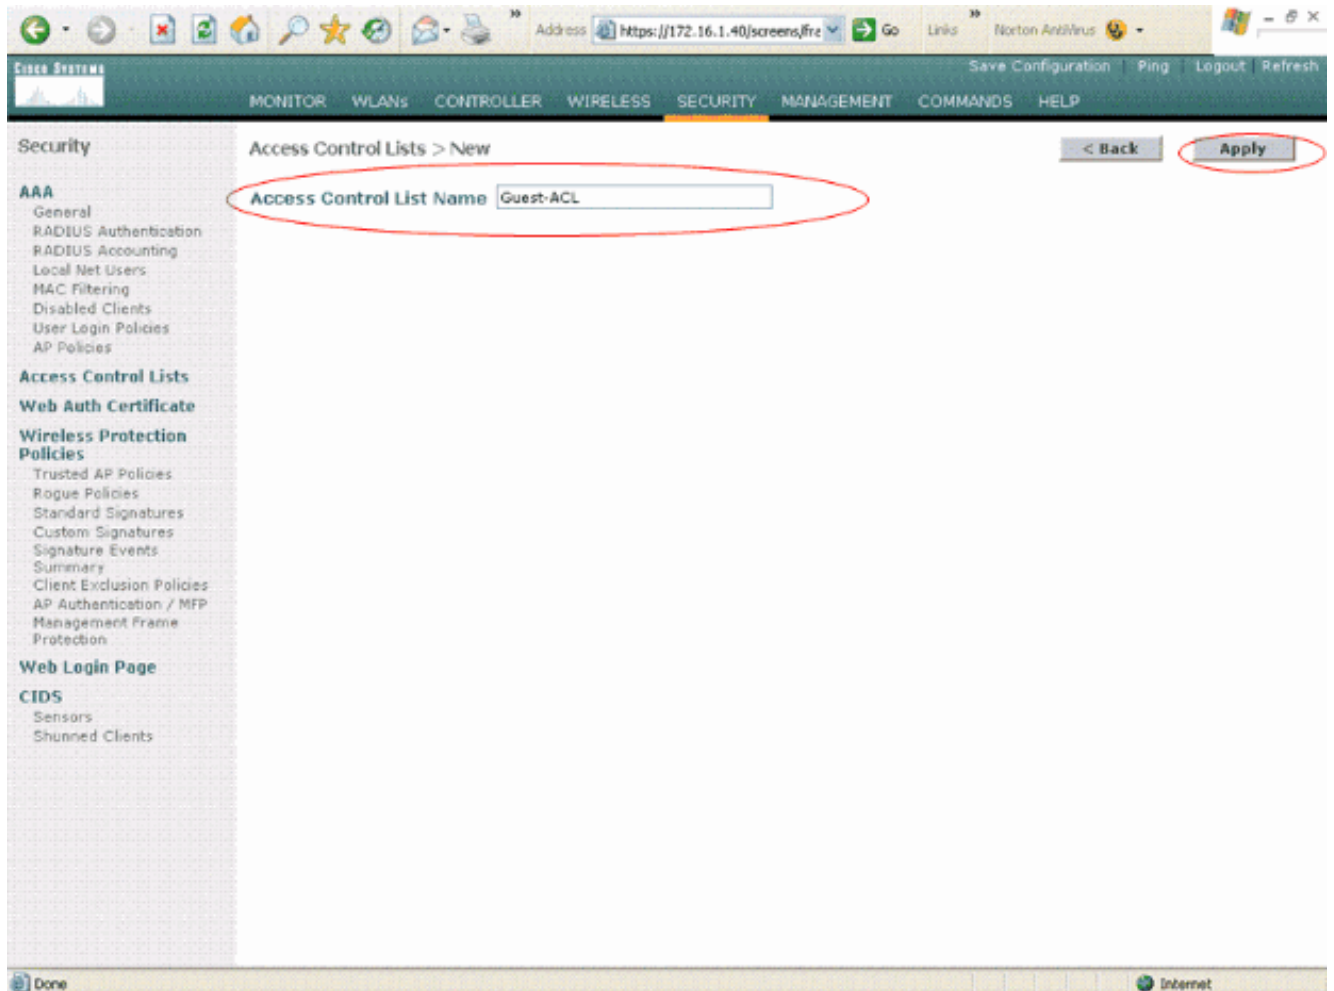 Address https://172.16.1.40/screens/fra Go Links Norton AntiVirus
CISCO SYSTEMS
Save Configuration Ping Logout Refresh
MONITOR WLANs CONTROLLER WIRELESS SECURITY MANAGEMENT COMMANDS HELP
Security
Access Control Lists > New
< Back
Apply
Access Control List Name Guest-ACL
AAA
General
RADIUS Authentication
RADIUS Accounting
Local Net Users
MAC Filtering
Disabled Clients
User Login Policies
AP Policies
Access Control Lists
Web Auth Certificate
Wireless Protection
Policies
Trusted AP Policies
Rogue Policies
Standard Signatures
Custom Signatures
Signature Events
Summary
Client Exclusion Policies
AP Authentication / MFP
Management Frame
Protection
Web Login Page
CIDS
Sensors
Shunned Clients
Done
Internet